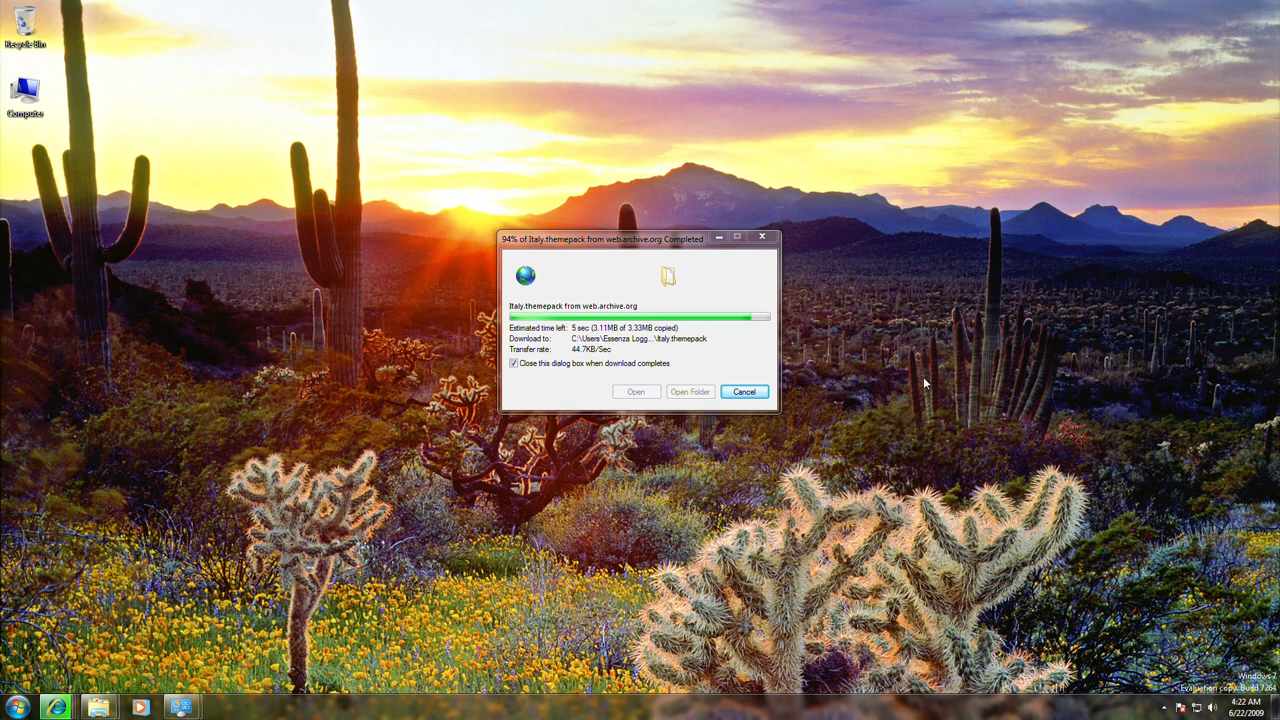 Recycle Bin
Computer
94% of Italy.themepack from web.archive.org Completed
Italy.themepack from web.archive.org
Estimated time left: 5 sec (3.11MB of 3.33MB copied)
Download to: C:\Users\Essenza Logg...\Italy.themepack
Transfer rate: 44.7KB/Sec
Close this dialog box when download completes
Open Open Folder Cancel
Windows 7
Evaluation copy. Build 7264
4:22 AM
6/22/2009